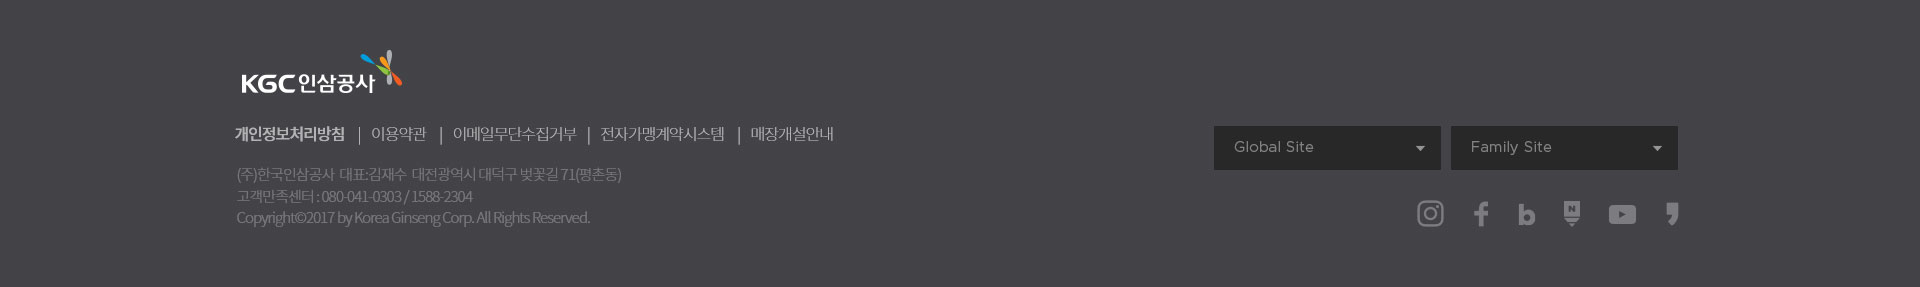 KGC인삼공사
개인정보처리방침 | 이용약관 | 이메일무단수집거부 | 전자가맹계약시스템 | 매장개설안내
(주)한국인삼공사 대표:김재수 대전광역시 대덕구 벚꽃길 71(평촌동)
고객만족센터 : 080-041-0303 / 1588-2304
Copyright©2017 by Korea Ginseng Corp. All Rights Reserved.
Global Site
Family Site